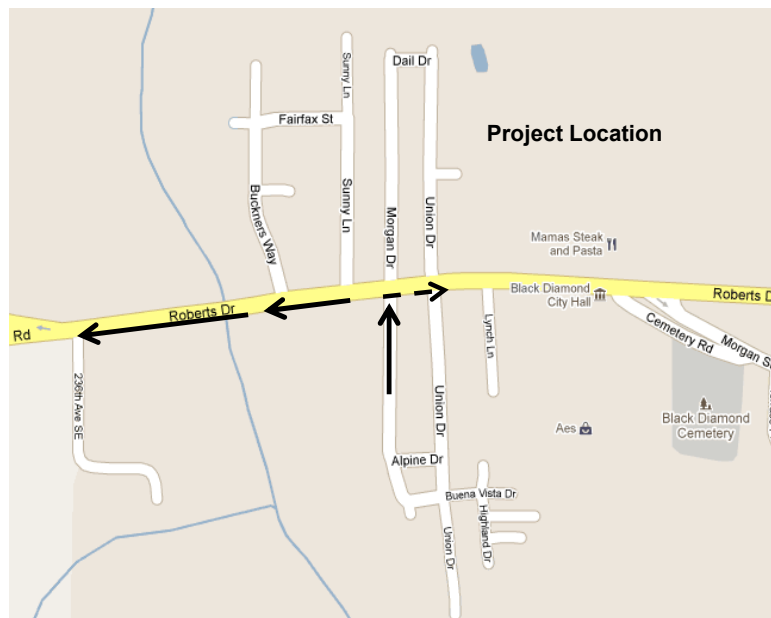 Sunny Ln
Dail Dr
Fairfax St
Project Location
Sunny Ln
Buckners Way
Morgan Dr
Union Dr
Mamas Steak
and Pasta
Black Diamond
City Hall
Roberts D
Roberts Dr
Rd
Lynch Ln
Cemetery Rd
Morgan S
236th Ave SE
Union Dr
Black Diamond
Cemetery
Aes
Alpine Dr
Buena Vista Dr
Highland Dr
Union Dr